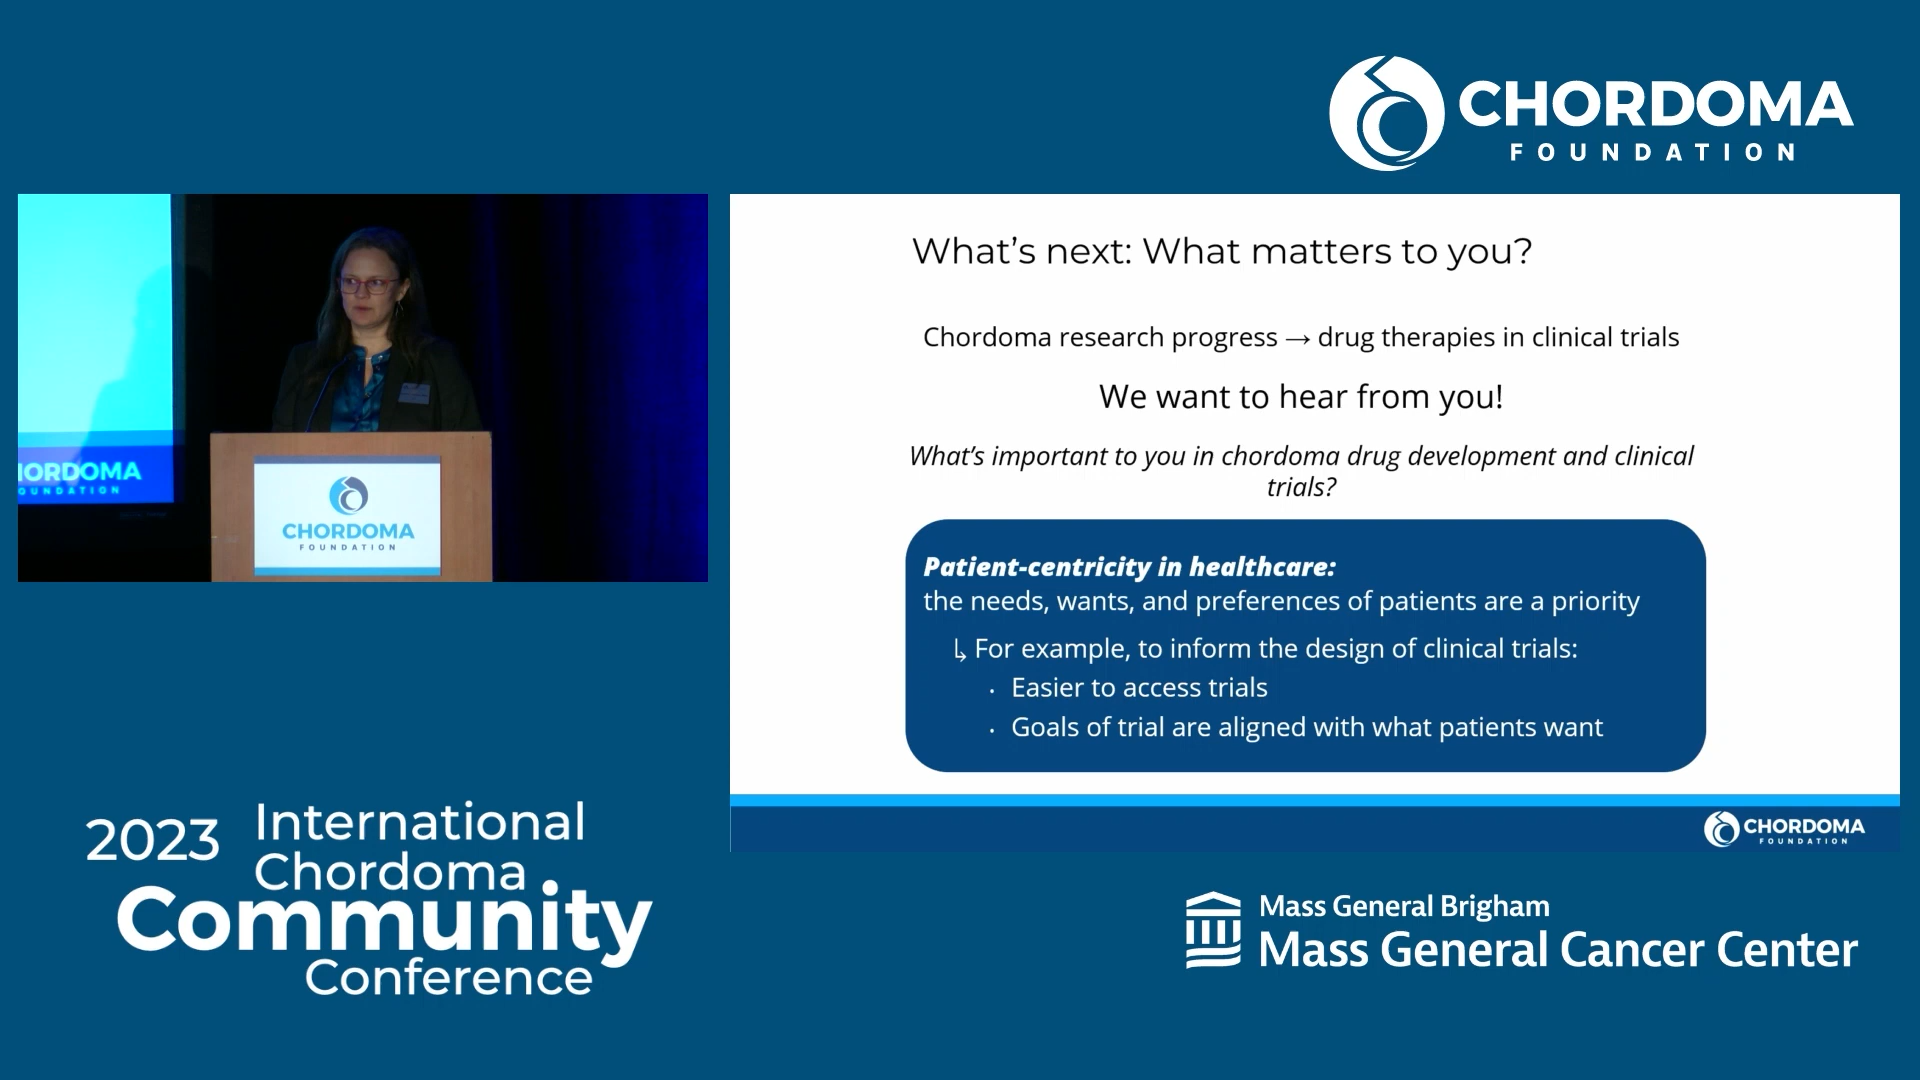 CHORDOMA
FOUNDATION
What's next: What matters to you?
Chordoma research progress → drug therapies in clinical trials
We want to hear from you!
What's important to you in chordoma drug development and clinical
trials?
Patient-centricity in healthcare:
the needs, wants, and preferences of patients are a priority
↳ For example, to inform the design of clinical trials:
· Easier to access trials
· Goals of trial are aligned with what patients want
CHORDOMA
FOUNDATION
HORDOMA
OUNDATION
CHORDOMA
FOUNDATION
2023 International
Chordoma
Community
Conference
Mass General Brigham
Mass General Cancer Center